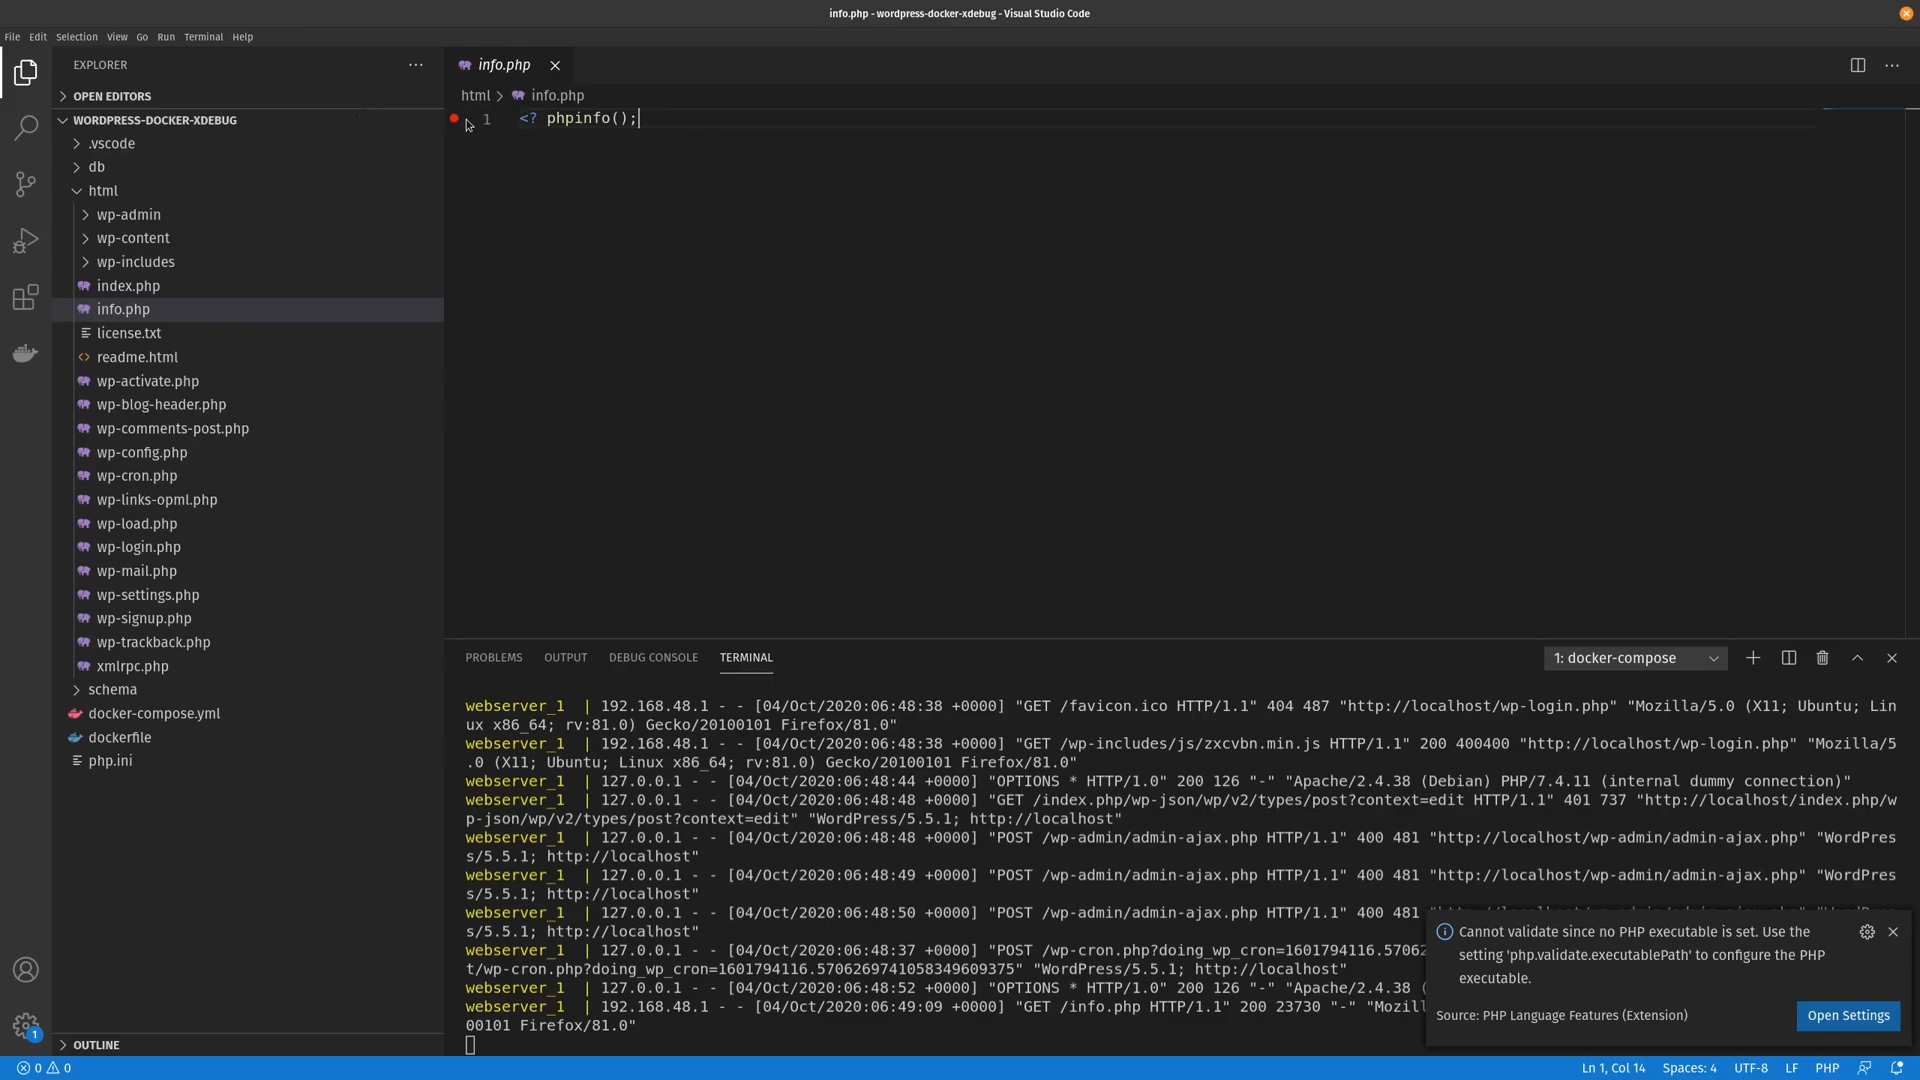 info.php - wordpress-docker-xdebug - Visual Studio Code
File Edit Selection View Go Run Terminal Help
EXPLORER
OPEN EDITORS
WORDPRESS-DOCKER-XDEBUG
.vscode
db
html
wp-admin
wp-content
wp-includes
index.php
info.php
license.txt
readme.html
wp-activate.php
wp-blog-header.php
wp-comments-post.php
wp-config.php
wp-cron.php
wp-links-opml.php
wp-load.php
wp-login.php
wp-mail.php
wp-settings.php
wp-signup.php
wp-trackback.php
xmlrpc.php
schema
docker-compose.yml
dockerfile
php.ini
OUTLINE
1
info.php
html > info.php
1 <? phpinfo();
PROBLEMS OUTPUT DEBUG CONSOLE TERMINAL
1: docker-compose
webserver_1 | 192.168.48.1 - - [04/Oct/2020:06:48:38 +0000] "GET /favicon.ico HTTP/1.1" 404 487 "http://localhost/wp-login.php" "Mozilla/5.0 (X11; Ubuntu; Lin
ux x86_64; rv:81.0) Gecko/20100101 Firefox/81.0"
webserver_1 | 192.168.48.1 - - [04/Oct/2020:06:48:38 +0000] "GET /wp-includes/js/zxcvbn.min.js HTTP/1.1" 200 400400 "http://localhost/wp-login.php" "Mozilla/5
.0 (X11; Ubuntu; Linux x86_64; rv:81.0) Gecko/20100101 Firefox/81.0"
webserver_1 | 127.0.0.1 - - [04/Oct/2020:06:48:44 +0000] "OPTIONS * HTTP/1.0" 200 126 "-" "Apache/2.4.38 (Debian) PHP/7.4.11 (internal dummy connection)"
webserver_1 | 192.168.48.1 - - [04/Oct/2020:06:48:48 +0000] "GET /index.php/wp-json/wp/v2/types/post?context=edit HTTP/1.1" 401 737 "http://localhost/index.php/w
p-json/wp/v2/types/post?context=edit" "WordPress/5.5.1; http://localhost"
webserver_1 | 127.0.0.1 - - [04/Oct/2020:06:48:48 +0000] "POST /wp-admin/admin-ajax.php HTTP/1.1" 400 481 "http://localhost/wp-admin/admin-ajax.php" "WordPres
s/5.5.1; http://localhost"
webserver_1 | 127.0.0.1 - - [04/Oct/2020:06:48:49 +0000] "POST /wp-admin/admin-ajax.php HTTP/1.1" 400 481 "http://localhost/wp-admin/admin-ajax.php" "WordPres
s/5.5.1; http://localhost"
webserver_1 | 127.0.0.1 - - [04/Oct/2020:06:48:50 +0000] "POST /wp-admin/admin-ajax.php HTTP/1.1" 400 481
s/5.5.1; http://localhost"
webserver_1 | 127.0.0.1 - - [04/Oct/2020:06:48:37 +0000] "POST /wp-cron.php?doing_wp_cron=1601794116.57062
t/wp-cron.php?doing_wp_cron=1601794116.5706269741058349609375" "WordPress/5.5.1; http://localhost"
webserver_1 | 127.0.0.1 - - [04/Oct/2020:06:48:52 +0000] "OPTIONS * HTTP/1.0" 200 126 "-" "Apache/2.4.38 (
webserver_1 | 192.168.48.1 - - [04/Oct/2020:06:49:09 +0000] "GET /info.php HTTP/1.1" 200 23730 "-" "Mozil
00101 Firefox/81.0"
Cannot validate since no PHP executable is set. Use the
setting 'php.validate.executablePath' to configure the PHP
executable.
Source: PHP Language Features (Extension)
Open Settings
0 0
Ln 1, Col 14 Spaces: 4 UTF-8 LF PHP